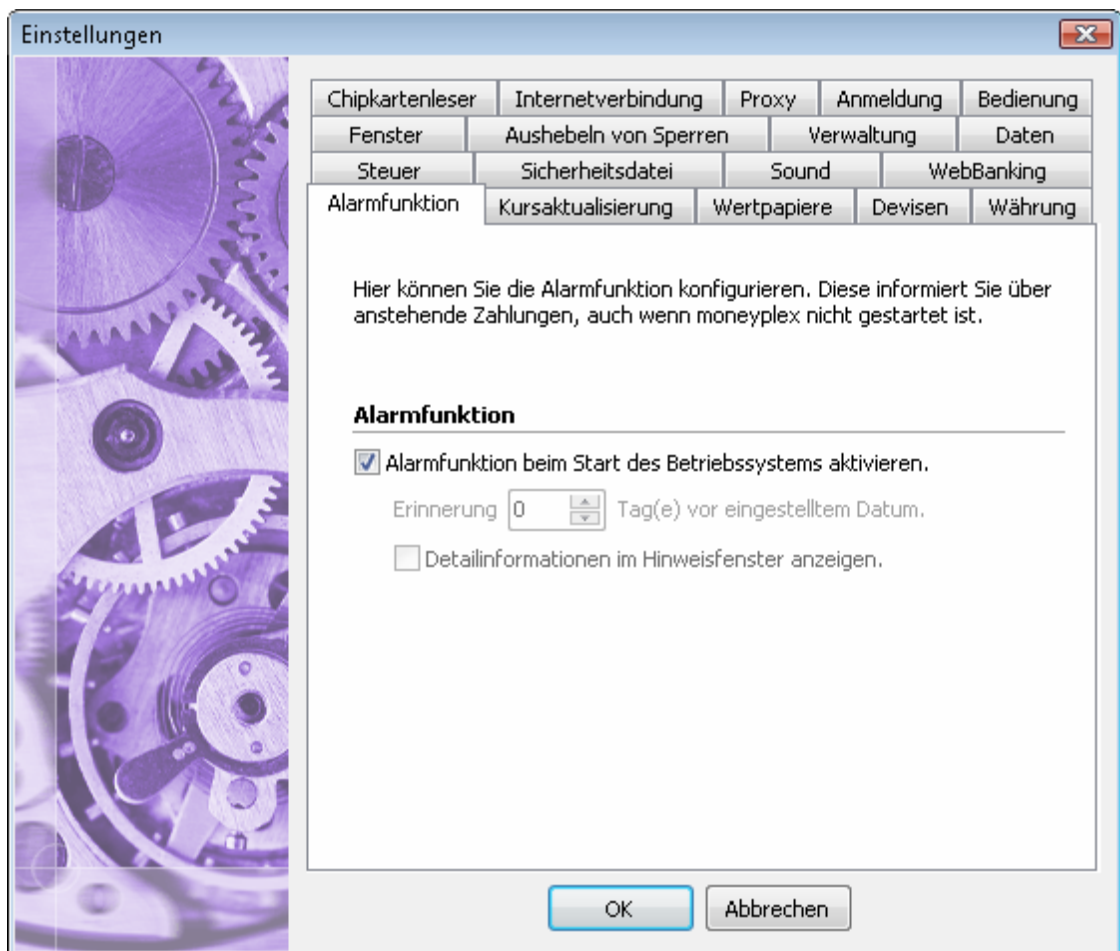 Einstellungen
Chipkartenleser Internetverbindung Proxy Anmeldung Bedienung
Fenster Aushebeln von Sperren Verwaltung Daten
Steuer Sicherheitsdatei Sound WebBanking
Alarmfunktion Kursaktualisierung Wertpapiere Devisen Währung
Hier können Sie die Alarmfunktion konfigurieren. Diese informiert Sie über
anstehende Zahlungen, auch wenn moneyplex nicht gestartet ist.
Alarmfunktion
Alarmfunktion beim Start des Betriebssystems aktivieren.
Erinnerung 0 Tag(e) vor eingestelltem Datum.
Detailinformationen im Hinweisfenster anzeigen.
OK Abbrechen